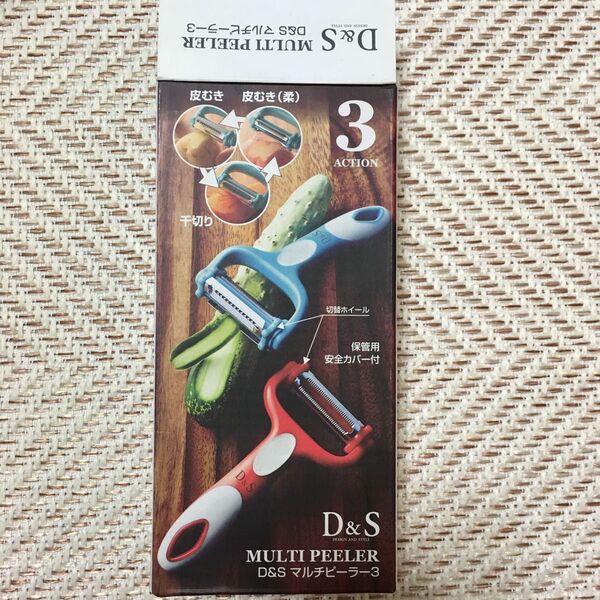 D&S
DESIGN AND STYLE
MULTI PEELER
D&S マルチピーラー3
皮むき
皮むき(柔)
3
ACTION
千切り
D&S
切替ホイール
保管用
安全カバー付
D&S
D&S
DESIGN AND STYLE
MULTI PEELER
D&S マルチピーラー3